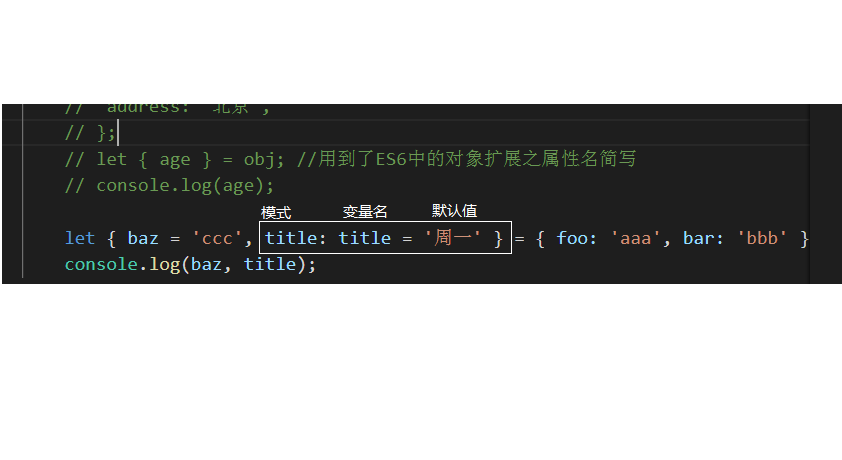 // address: '北京',
// };
// let { age } = obj; //用到了ES6中的对象扩展之属性名简写
// console.log(age);
模式 变量名 默认值
let { baz = 'ccc', title: title = '周一' } = { foo: 'aaa', bar: 'bbb' }
console.log(baz, title);